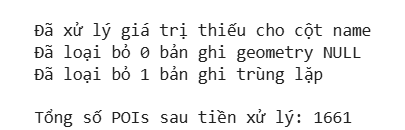 Đã xử lý giá trị thiếu cho cột name
Đã loại bỏ 0 bản ghi geometry NULL
Đã loại bỏ 1 bản ghi trùng lặp
Tổng số POIs sau tiền xử lý: 1661